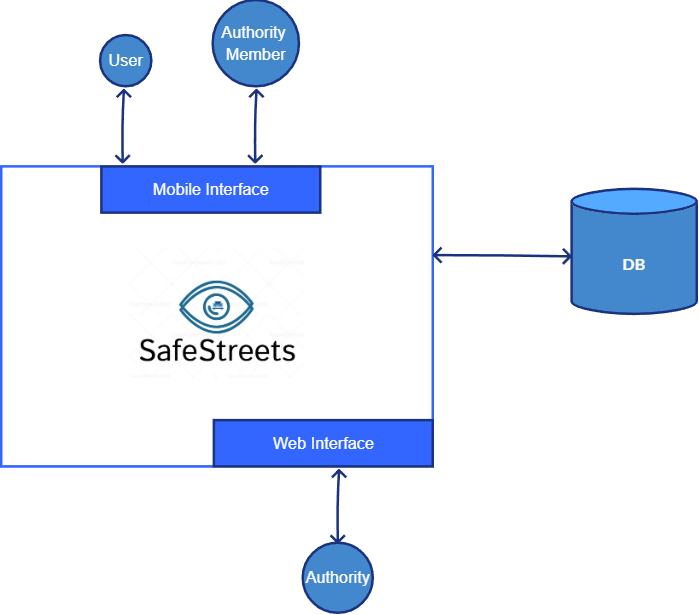 User
Authority
Member
Mobile Interface
DB
SafeStreets
Web Interface
Authority